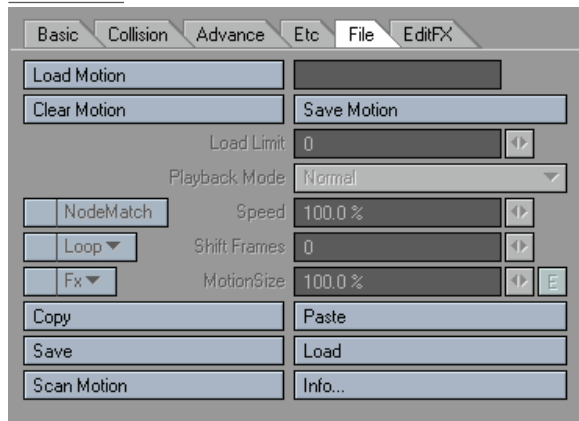 Basic Collision Advance Etc File EditFX
Load Motion
Clear Motion Save Motion
Load Limit 0
Playback Mode Normal
NodeMatch Speed 100.0 %
Loop Shift Frames 0
Fx MotionSize 100.0 % E
Copy Paste
Save Load
Scan Motion Info...